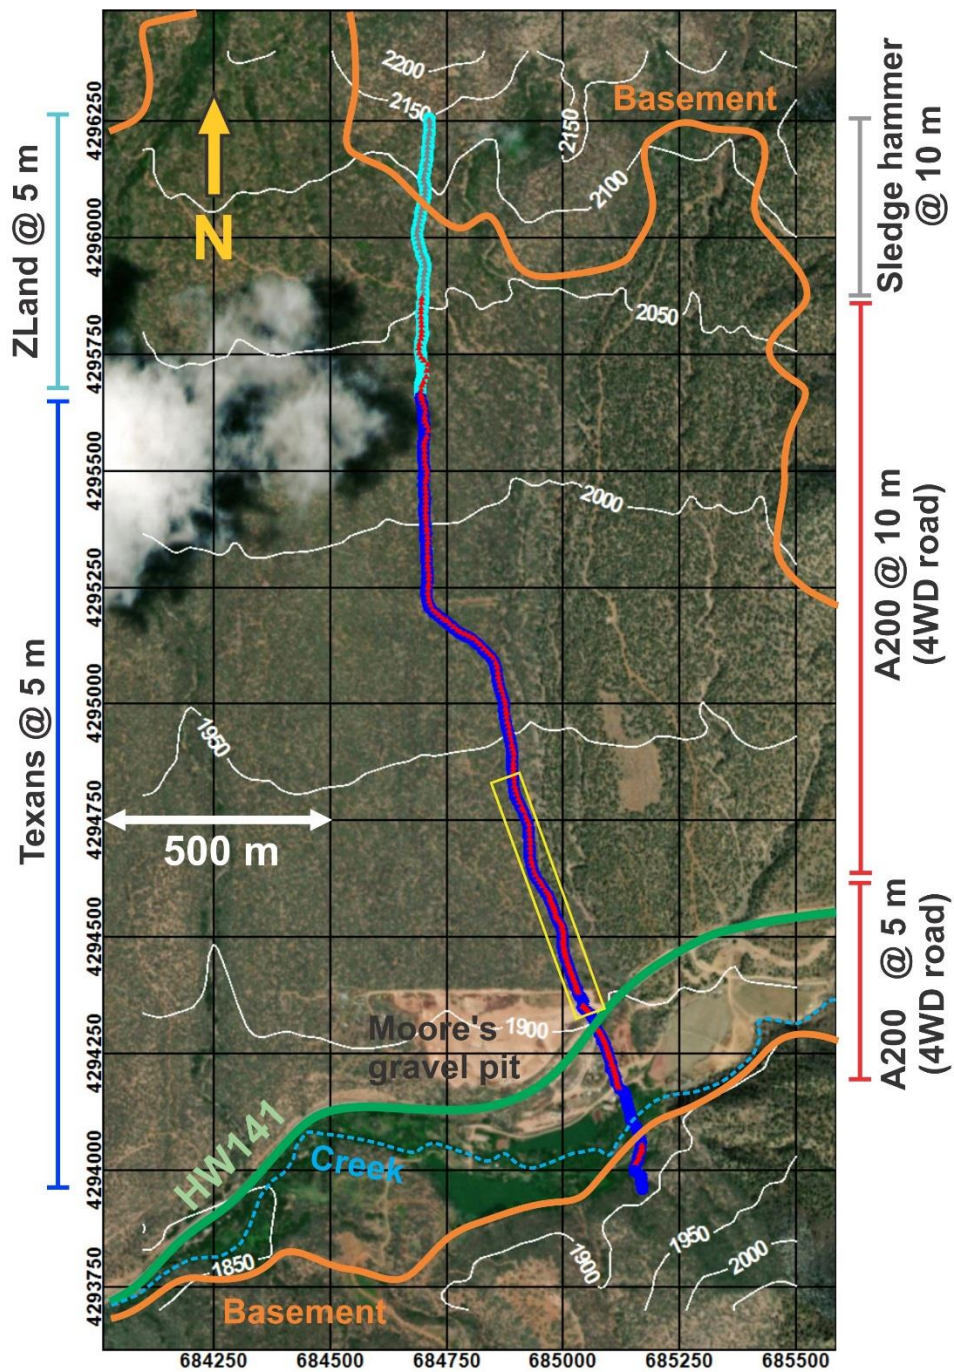 2200
2150
Basement
2150
2100
N
2050
2000
1950
500 m
1900
Moore's
gravel pit
HW141
Creek
1850
1900
1950
2000
Basement
ZLand @ 5 m
Texans @ 5 m
Sledge hammer
@ 10 m
A200 @ 10 m
(4WD road)
A200 @ 5 m
(4WD road)
4296250
4296000
4295750
4295500
4295250
4295000
4294750
4294500
4294250
4294000
4293750
684250 684500 684750 685000 685250 685500